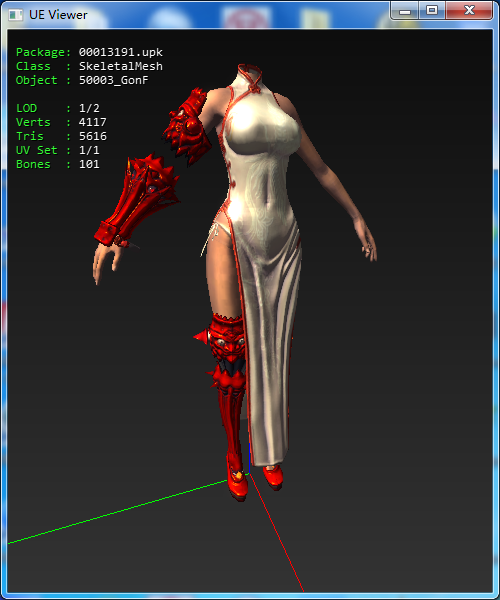 UE Viewer
Package: 00013191.upk
Class : SkeletalMesh
Object : 50003_GonF
LOD : 1/2
Verts : 4117
Tris : 5616
UV Set : 1/1
Bones : 101